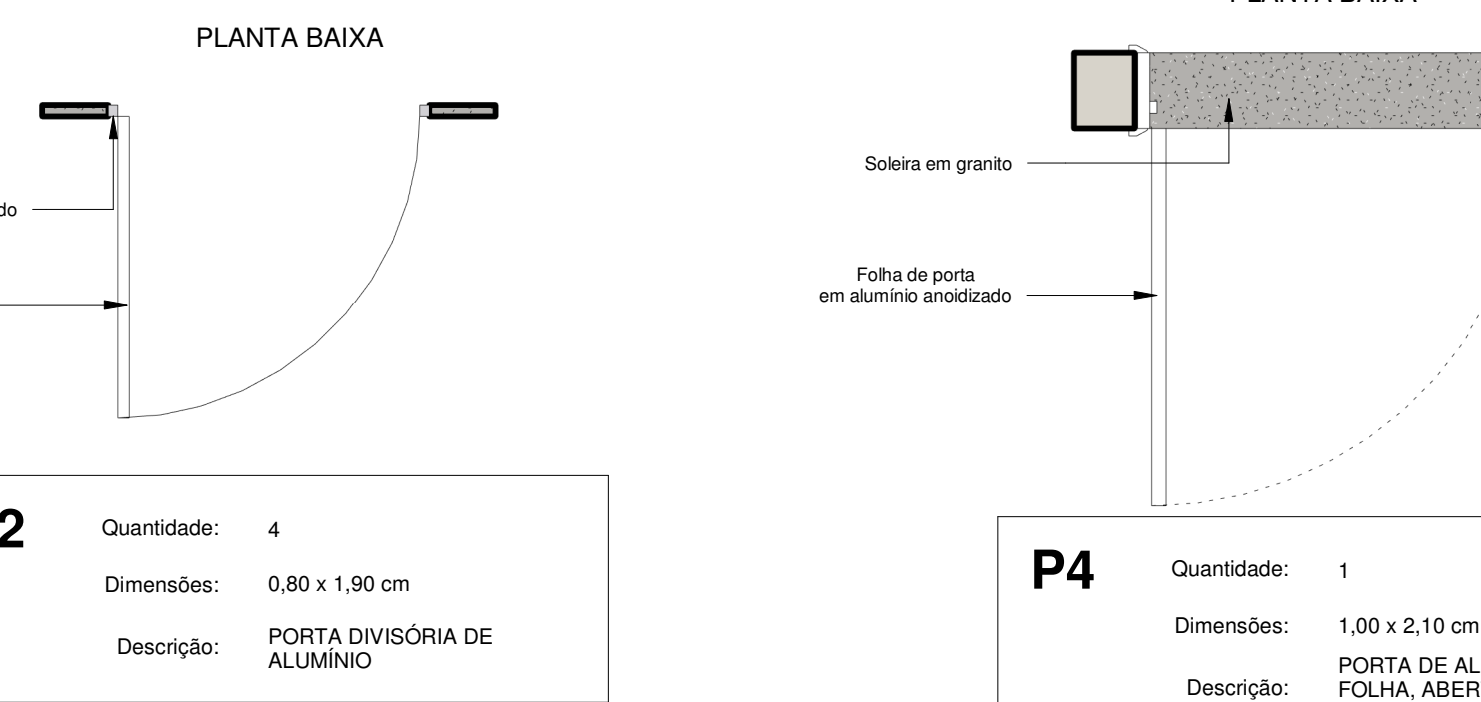 PLANTA BAIXA
2
Quantidade: 4
Dimensões: 0,80 x 1,90 cm
Descrição: PORTA DIVISÓRIA DE
ALUMÍNIO
PLANTA BAIXA
Soleira em granito
Folha de porta
em alumínio anoidizado
P4
Quantidade: 1
Dimensões: 1,00 x 2,10 cm
PORTA DE AL
Descrição: FOLHA, ABER